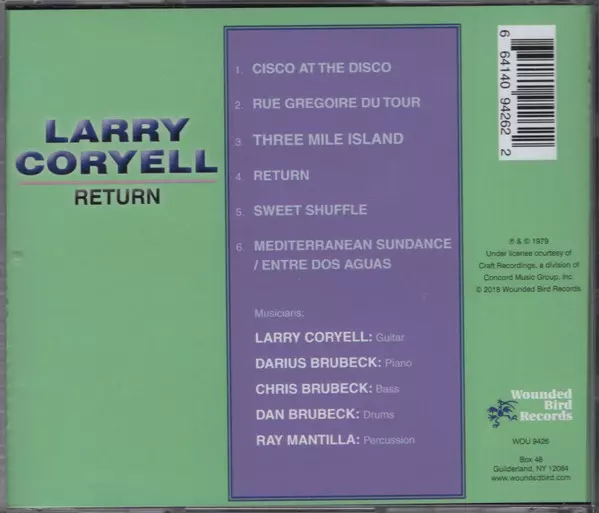 LARRY
CORYELL
RETURN
1. CISCO AT THE DISCO
2. RUE GREGOIRE DU TOUR
3. THREE MILE ISLAND
4. RETURN
5. SWEET SHUFFLE
6. MEDITERRANEAN SUNDANCE
/ ENTRE DOS AGUAS
Musicians:
LARRY CORYELL: Guitar
DARIUS BRUBECK: Piano
CHRIS BRUBECK: Bass
DAN BRUBECK: Drums
RAY MANTILLA: Percussion
6 64140 94262 2
℗ & © 1979
Under license courtesy of
Craft Recordings, a division of
Concord Music Group, Inc.
© 2018 Wounded Bird Records
Wounded
Bird
Records
WOU 9426
Box 48
Guilderland, NY 12084
www.woundedbird.com